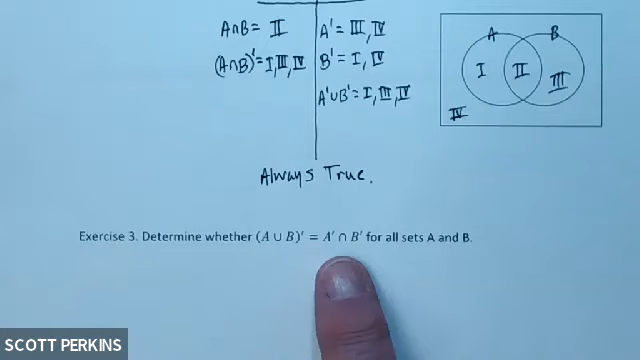 A∩B = II
A' = III, IV
(A∩B)' = I, III, IV
B' = I, IV
A'∪B' = I, III, IV
A B
I II III
IV
Always True.
Exercise 3. Determine whether (A ∪ B)' = A' ∩ B' for all sets A and B.
SCOTT PERKINS